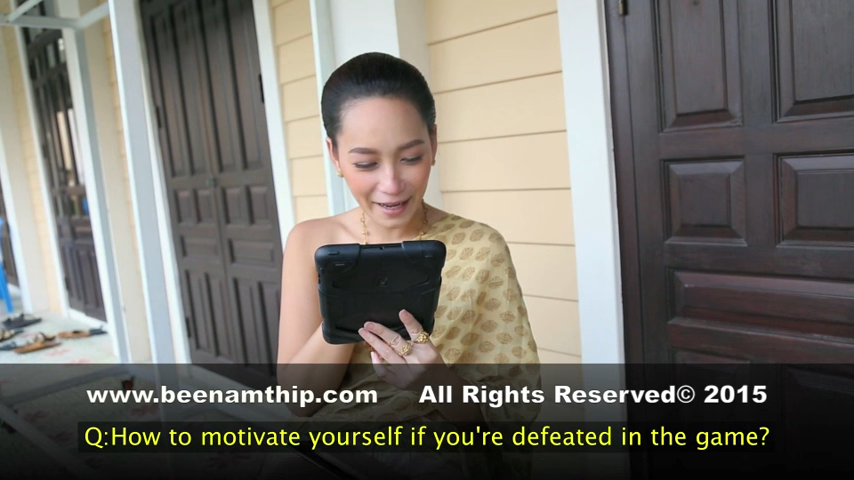 www.beenamthip.com All Rights Reserved© 2015
Q:How to motivate yourself if you're defeated in the game?